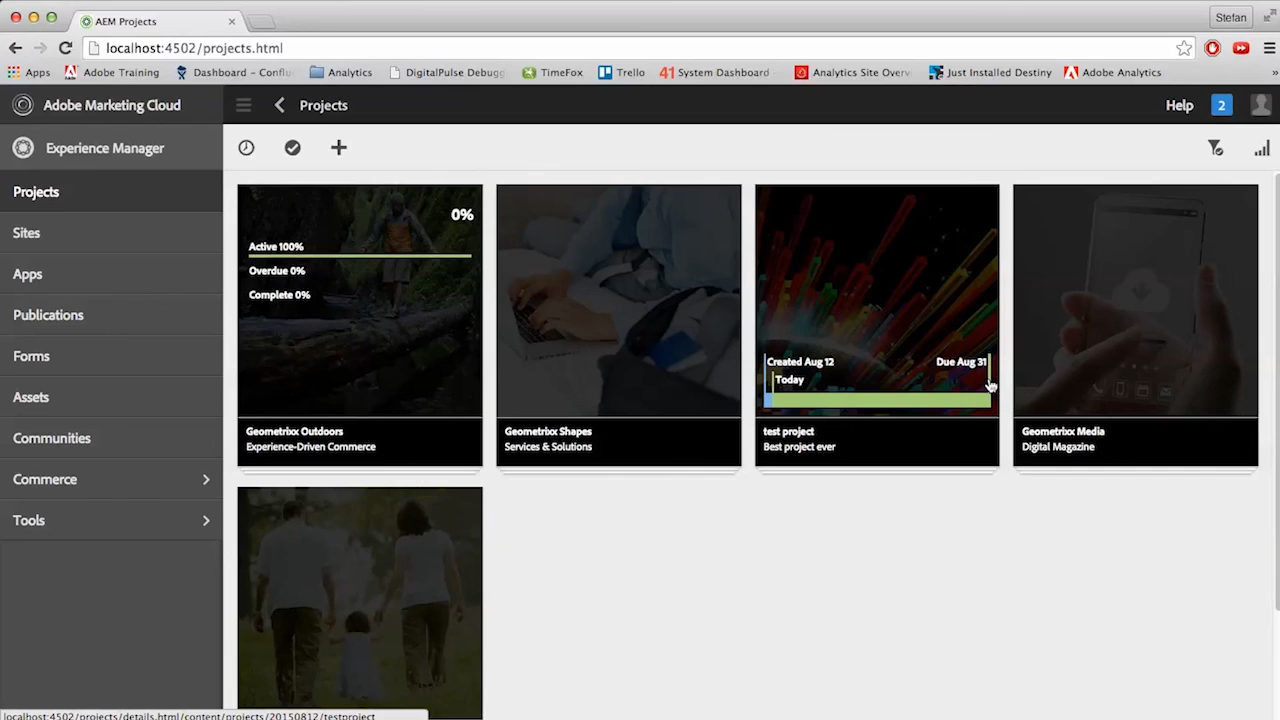 AEM Projects
Stefan
localhost:4502/projects.html
Apps
Adobe Training
Dashboard – Conflu
Analytics
DigitalPulse Debugg
TimeFox
Trello
41 System Dashboard
Analytics Site Overv
Just Installed Destiny
Adobe Analytics
»
Adobe Marketing Cloud
Projects
Help
2
Experience Manager
Projects
Sites
Apps
Publications
Forms
Assets
Communities
Commerce
Tools
0%
Active 100%
Overdue 0%
Complete 0%
Geometrixx Outdoors
Experience-Driven Commerce
Geometrixx Shapes
Services & Solutions
Created Aug 12
Due Aug 31
Today
test project
Best project ever
Geometrixx Media
Digital Magazine
localhost:4502/projects/details.html/content/projects/20150812/testproject